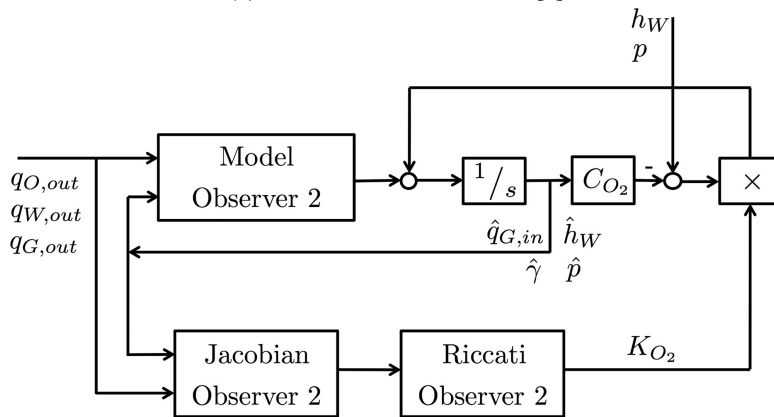 h_W
p
q_{O,out}
q_{W,out}
q_{G,out}
Model
Observer 2
1/s
C_{O_2}
-
×
\hat{q}_{G,in}
\hat{γ}
\hat{h}_W
\hat{p}
Jacobian
Observer 2
Riccati
Observer 2
K_{O_2}